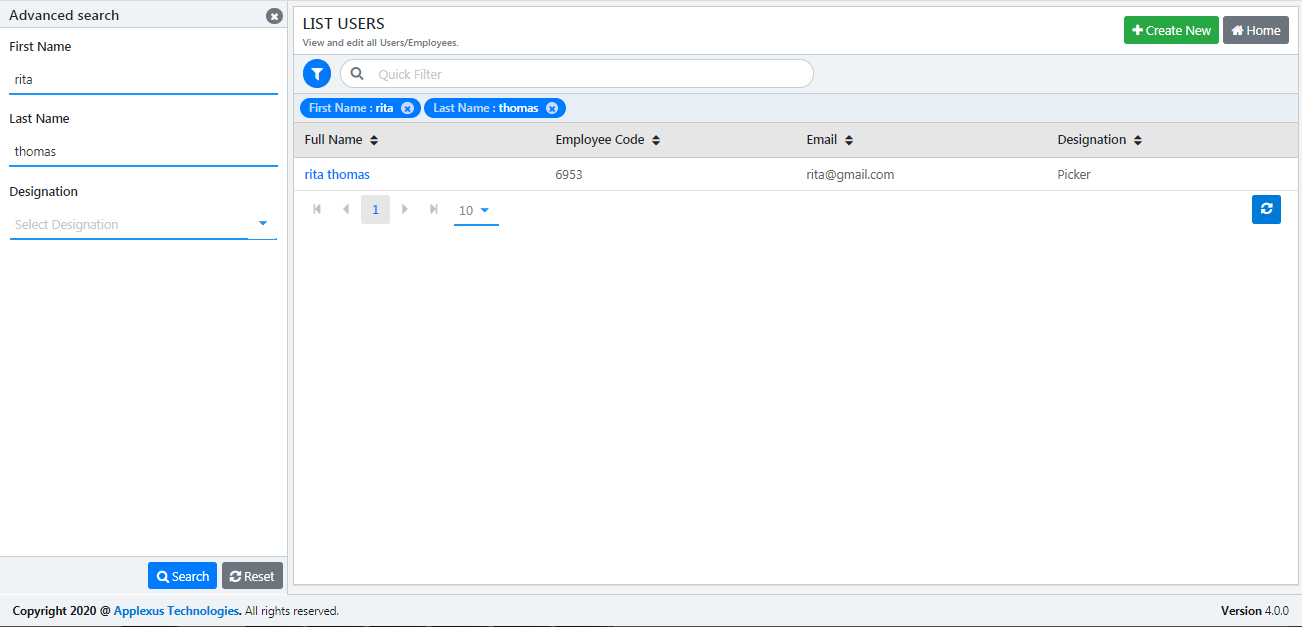 Advanced search
First Name
rita
Last Name
thomas
Designation
Select Designation
Search
Reset
LIST USERS
View and edit all Users/Employees.
Create New
Home
Quick Filter
First Name : rita
Last Name : thomas
Full Name Employee Code Email Designation
rita thomas 6953 rita@gmail.com Picker
1 10
Copyright 2020 @ Applexus Technologies. All rights reserved.
Version 4.0.0